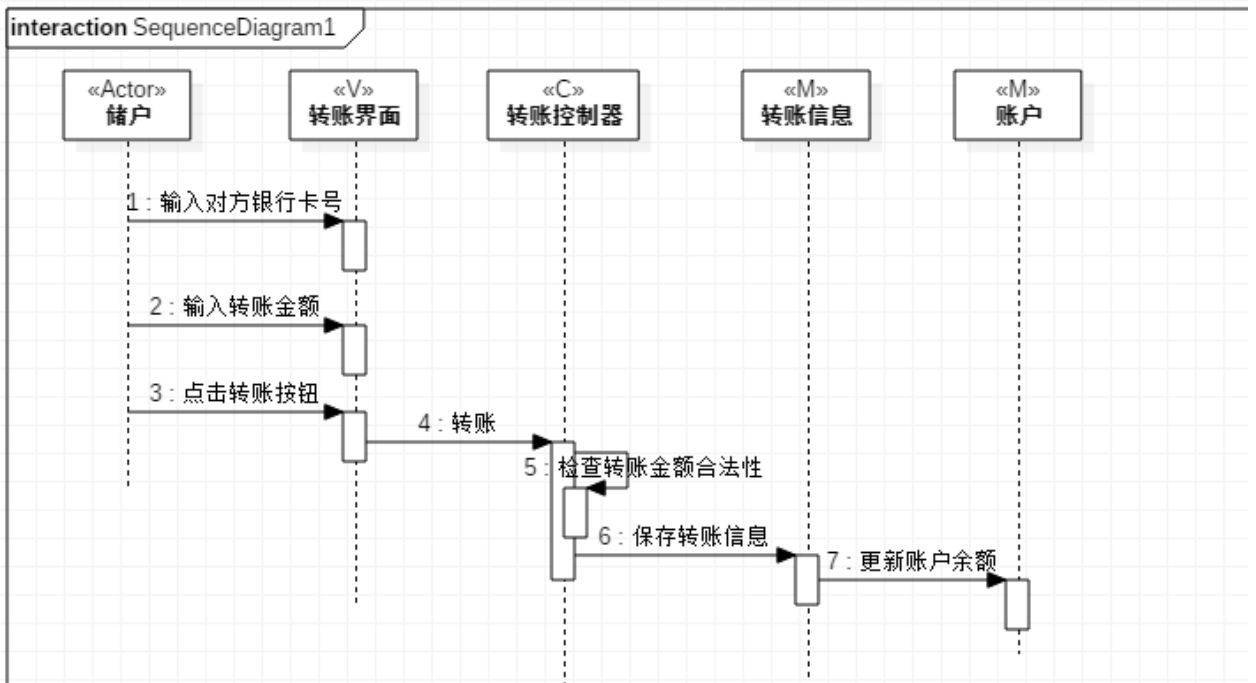 interaction SequenceDiagram1
«Actor»
储户
«V»
转账界面
«C»
转账控制器
«M»
转账信息
«M»
账户
1 : 输入对方银行卡号
2 : 输入转账金额
3 : 点击转账按钮
4 : 转账
5 : 检查转账金额合法性
6 : 保存转账信息
7 : 更新账户余额